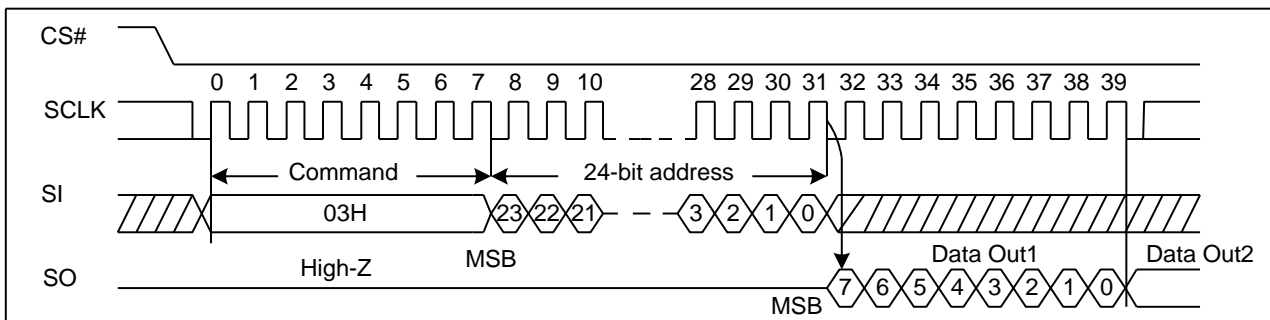 CS#
0 1 2 3 4 5 6 7 8 9 10 28 29 30 31 32 33 34 35 36 37 38 39
SCLK
Command 24-bit address
SI
03H 23 22 21 3 2 1 0
High-Z MSB Data Out1 Data Out2
SO
MSB 7 6 5 4 3 2 1 0